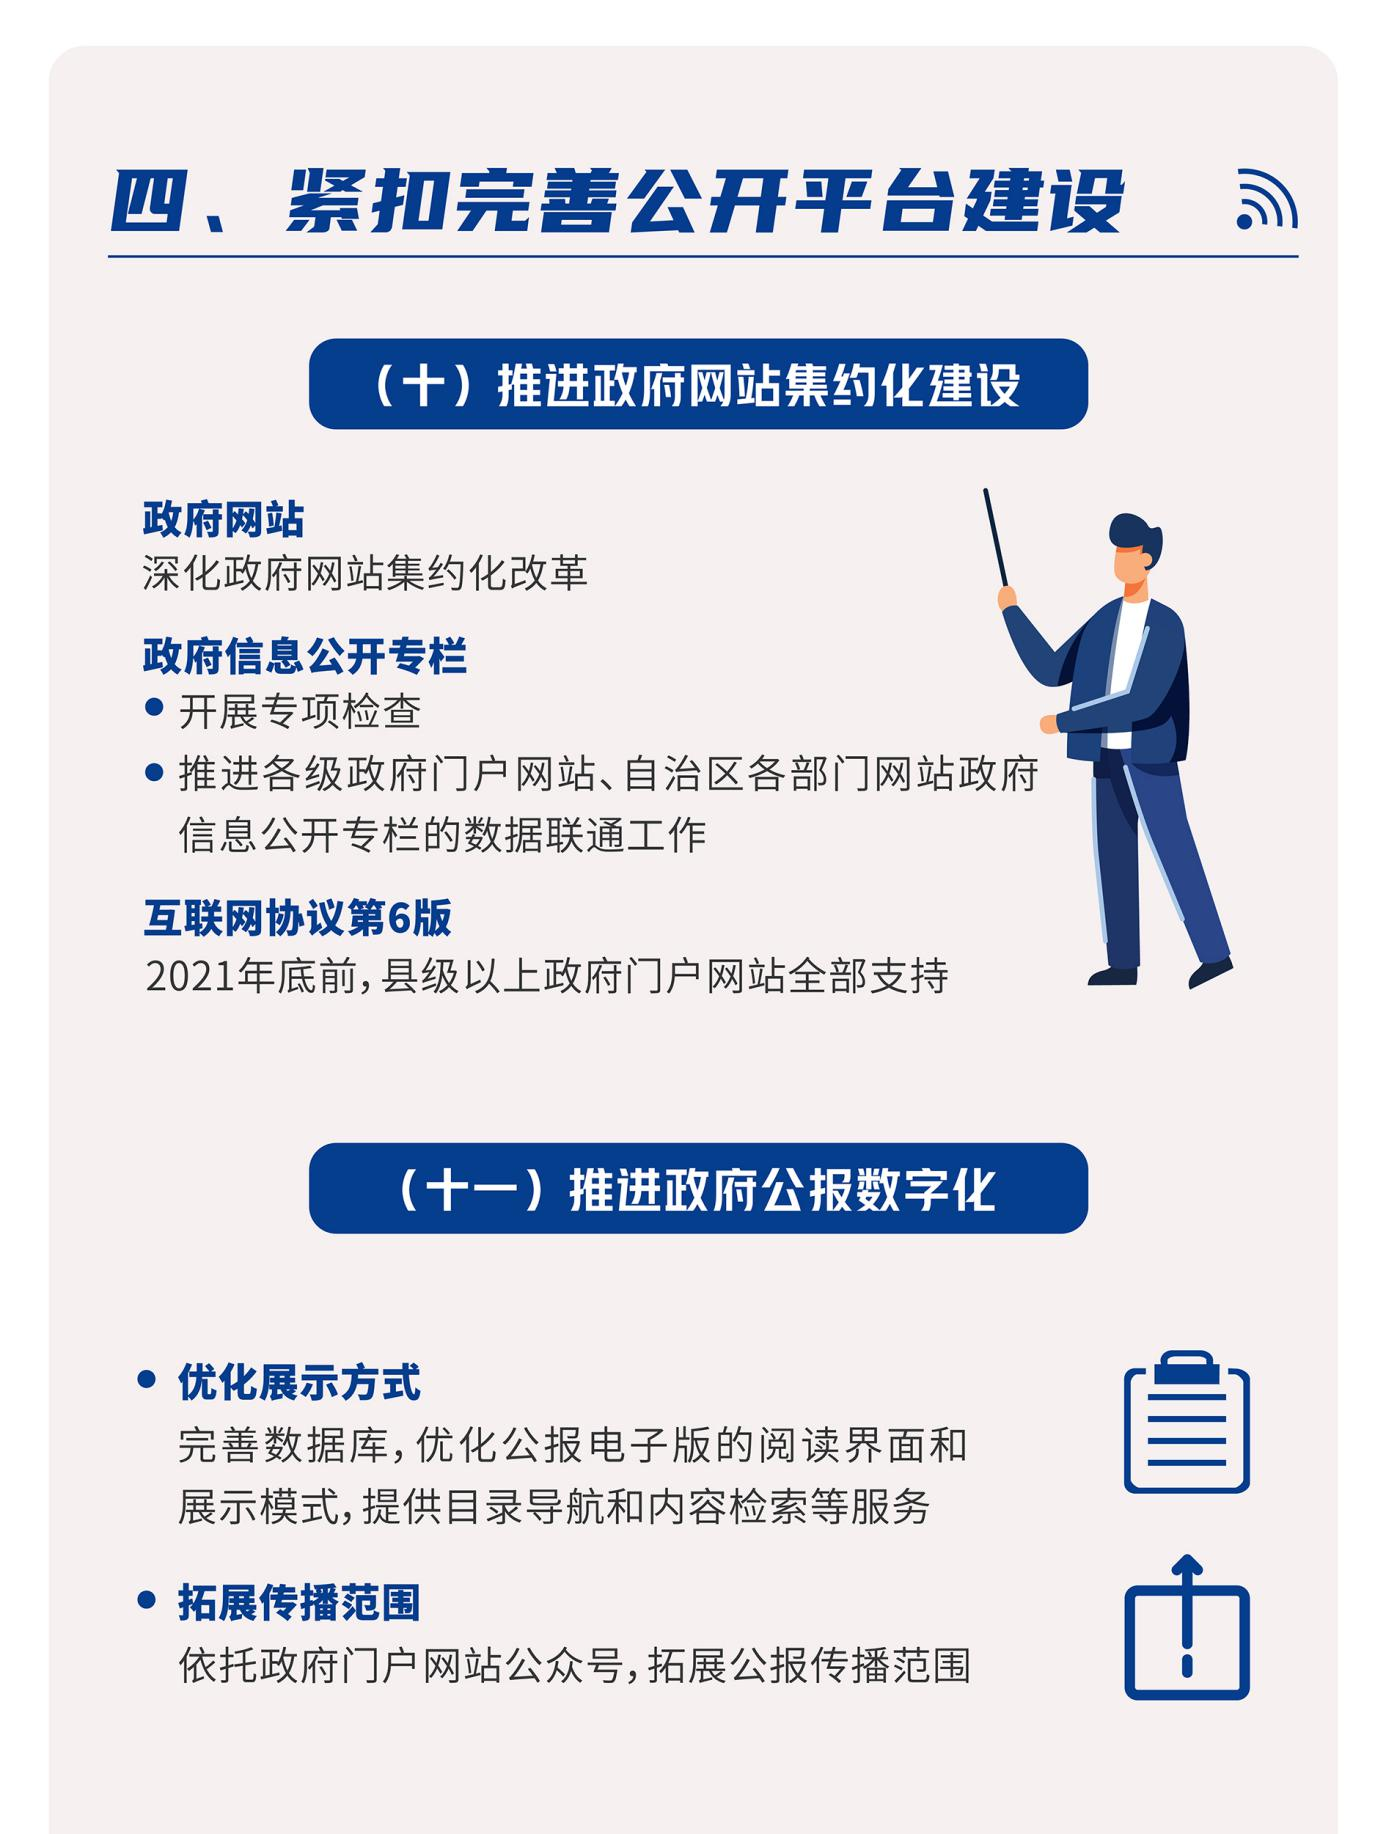 四、紧扣完善公开平台建设
（十）推进政府网站集约化建设
政府网站
深化政府网站集约化改革
政府信息公开专栏
● 开展专项检查
● 推进各级政府门户网站、自治区各部门网站政府
信息公开专栏的数据联通工作
互联网协议第6版
2021年底前，县级以上政府门户网站全部支持
（十一）推进政府公报数字化
● 优化展示方式
完善数据库，优化公报电子版的阅读界面和
展示模式，提供目录导航和内容检索等服务
● 拓展传播范围
依托政府门户网站公众号，拓展公报传播范围